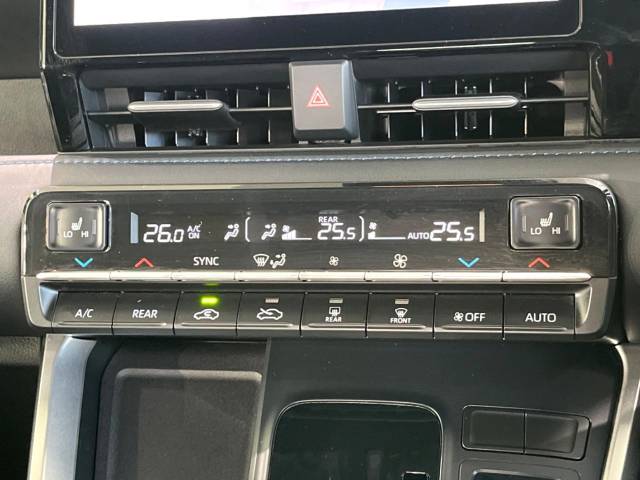 LO HI
26.0 A/C ON REAR 25.5 AUTO 25.5
LO HI
SYNC
A/C REAR REAR FRONT OFF AUTO